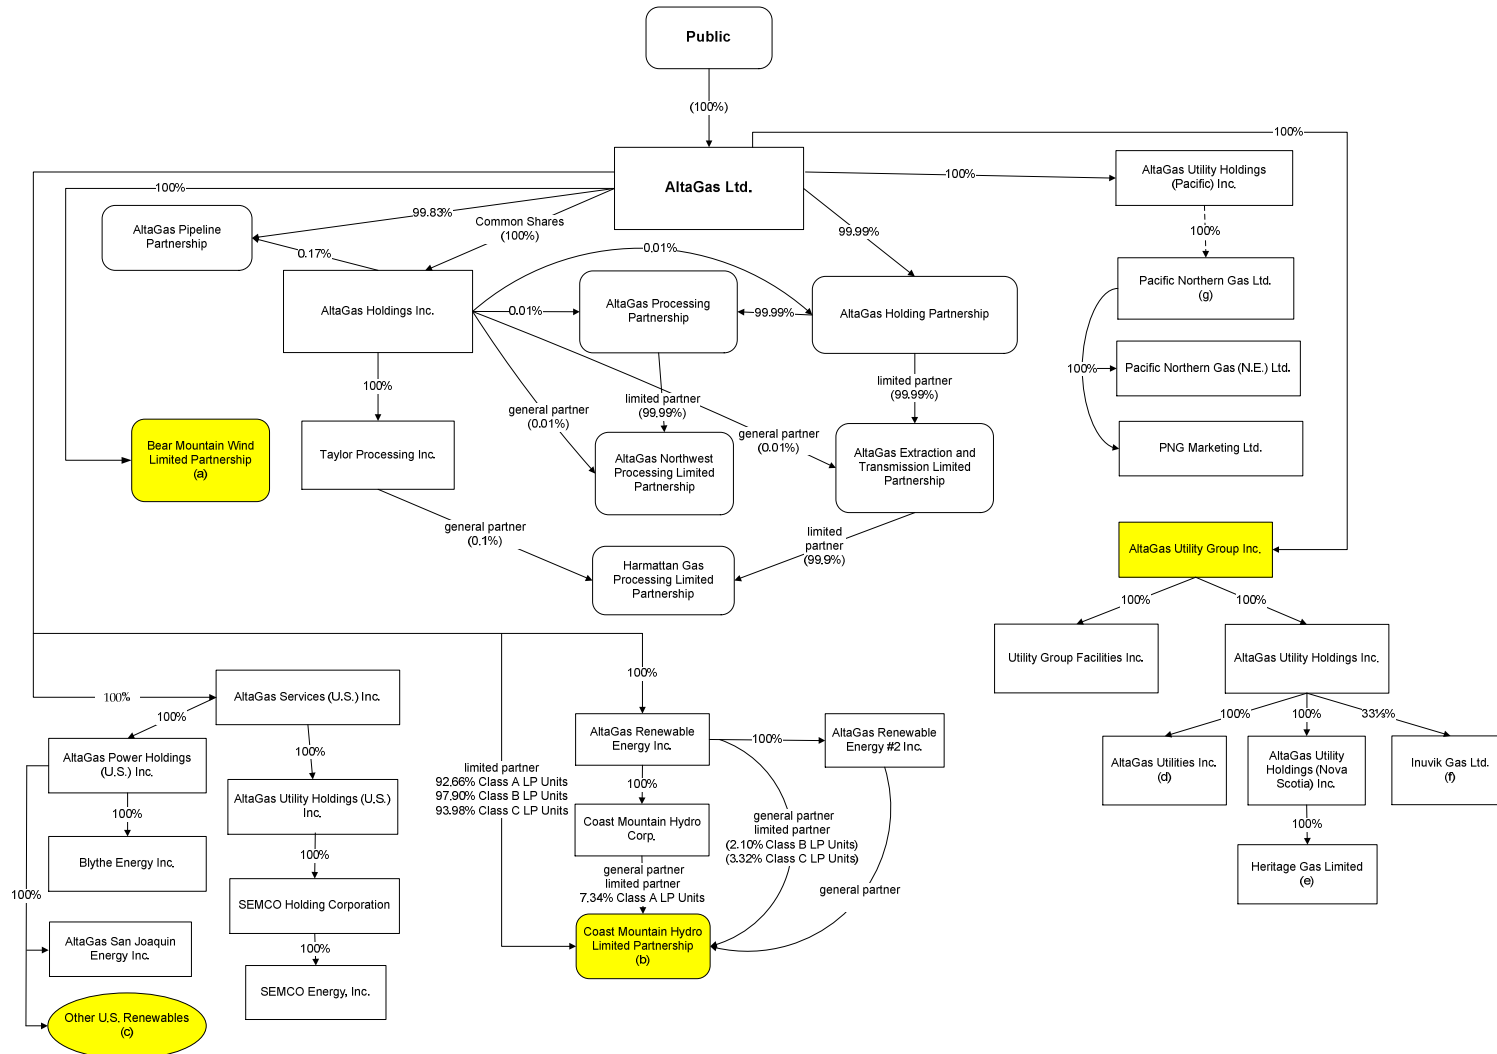 Public
(100%)
100%
AltaGas Ltd.
AltaGas Utility Holdings
(Pacific) Inc.
100%
100%
99.83%
Common Shares
(100%)
AltaGas Pipeline
Partnership
0.17%
0.01%
99.99%
100%
AltaGas Holdings Inc.
0.01%
AltaGas Processing
Partnership
99.99%
AltaGas Holding Partnership
Pacific Northern Gas Ltd.
(g)
100%
Pacific Northern Gas (N.E.) Ltd.
100%
limited partner
(99.99%)
limited partner
(99.99%)
general partner
(0.01%)
general partner
(0.01%)
PNG Marketing Ltd.
Bear Mountain Wind
Limited Partnership
(a)
Taylor Processing Inc.
AltaGas Northwest
Processing Limited
Partnership
AltaGas Extraction and
Transmission Limited
Partnership
general partner
(0.1%)
limited
partner
(99.9%)
Harmattan Gas
Processing Limited
Partnership
AltaGas Utility Group Inc.
100%
100%
Utility Group Facilities Inc.
AltaGas Utility Holdings Inc.
100%
100%
33⅓%
AltaGas Utilities Inc.
(d)
AltaGas Utility
Holdings (Nova
Scotia) Inc.
Inuvik Gas Ltd.
(f)
100%
Heritage Gas Limited
(e)
100%
AltaGas Services (U.S.) Inc.
100%
100%
100%
AltaGas Power Holdings
(U.S.) Inc.
100%
AltaGas Utility Holdings (U.S.)
Inc.
100%
Blythe Energy Inc.
100%
SEMCO Holding Corporation
100%
AltaGas San Joaquin
Energy Inc.
100%
SEMCO Energy, Inc.
Other U.S. Renewables
(c)
AltaGas Renewable
Energy Inc.
100%
AltaGas Renewable
Energy #2 Inc.
limited partner
92.66% Class A LP Units
97.90% Class B LP Units
93.98% Class C LP Units
100%
Coast Mountain Hydro
Corp.
general partner
limited partner
(2.10% Class B LP Units)
(3.32% Class C LP Units)
general partner
limited partner
7.34% Class A LP Units
general partner
Coast Mountain Hydro
Limited Partnership
(b)